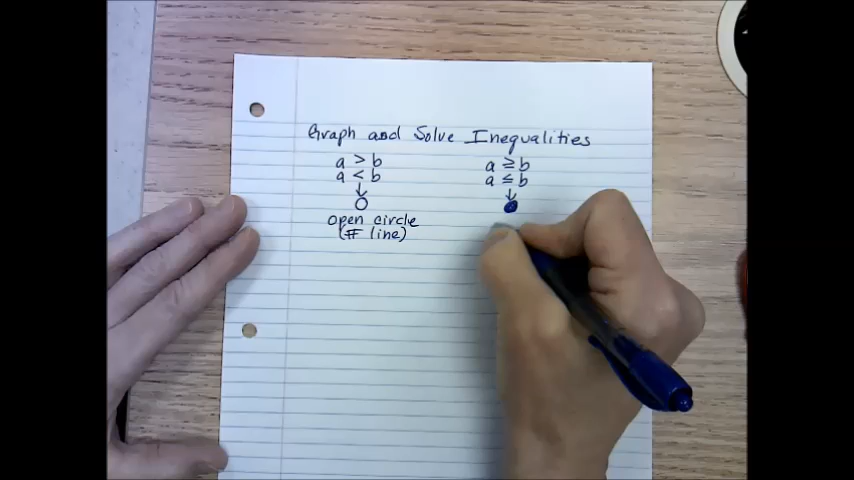 Graph and Solve Inequalities
a > b
a < b
↓
O
open circle
(# line)
a ≥ b
a ≤ b
↓
●